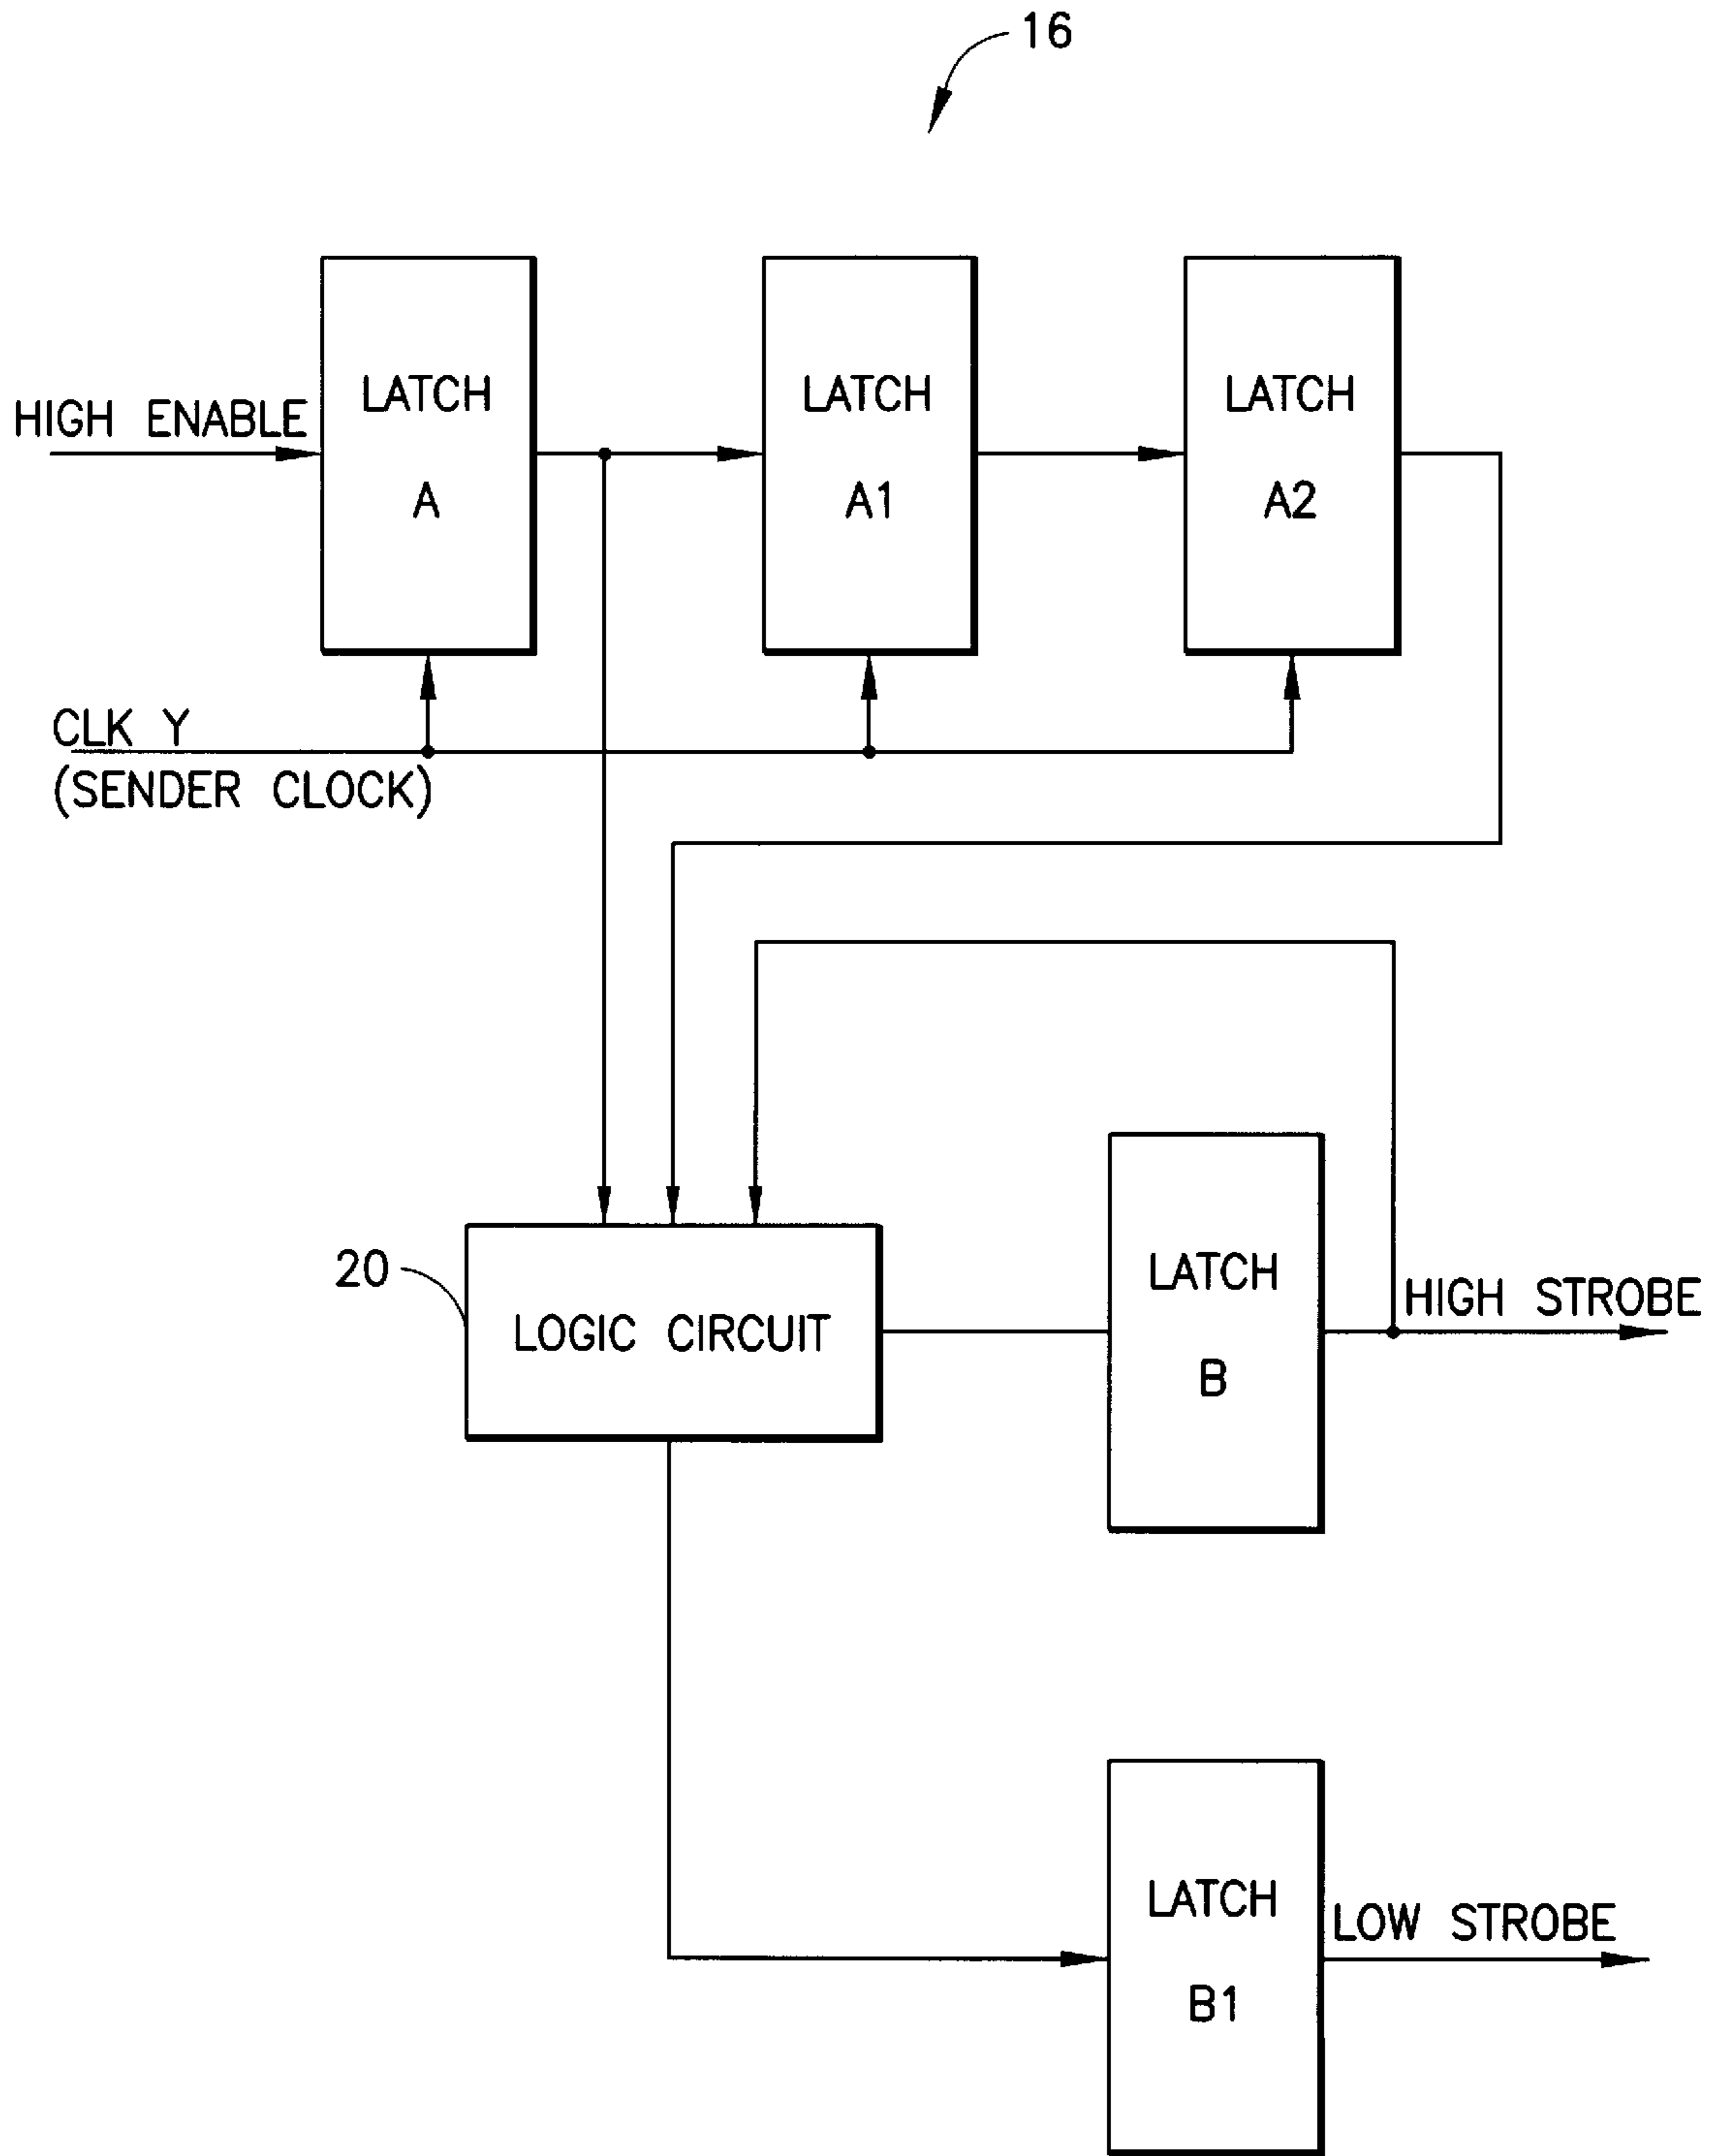 16
LATCH
A
LATCH
A1
LATCH
A2
HIGH ENABLE
CLK Y
(SENDER CLOCK)
20
LOGIC CIRCUIT
LATCH
B
HIGH STROBE
LATCH
B1
LOW STROBE